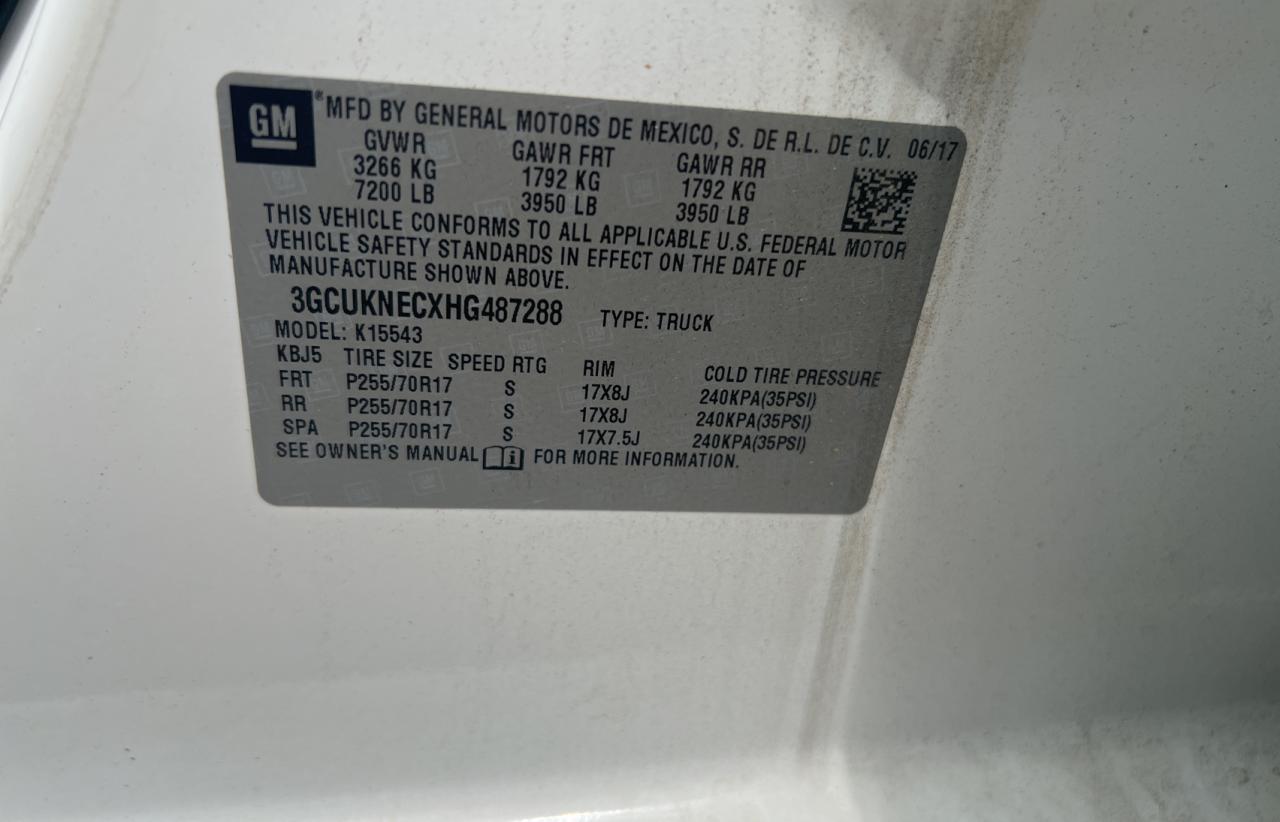 GM ® MFD BY GENERAL MOTORS DE MEXICO, S. DE R.L. DE C.V. 06/17
GVWR GAWR FRT GAWR RR
3266 KG 1792 KG 1792 KG
7200 LB 3950 LB 3950 LB
THIS VEHICLE CONFORMS TO ALL APPLICABLE U.S. FEDERAL MOTOR
VEHICLE SAFETY STANDARDS IN EFFECT ON THE DATE OF
MANUFACTURE SHOWN ABOVE.
3GCUKNECXHG487288 TYPE: TRUCK
MODEL: K15543
KBJ5 TIRE SIZE SPEED RTG RIM COLD TIRE PRESSURE
FRT P255/70R17 S 17X8J 240KPA(35PSI)
RR P255/70R17 S 17X8J 240KPA(35PSI)
SPA P255/70R17 S 17X7.5J 240KPA(35PSI)
SEE OWNER'S MANUAL i FOR MORE INFORMATION.